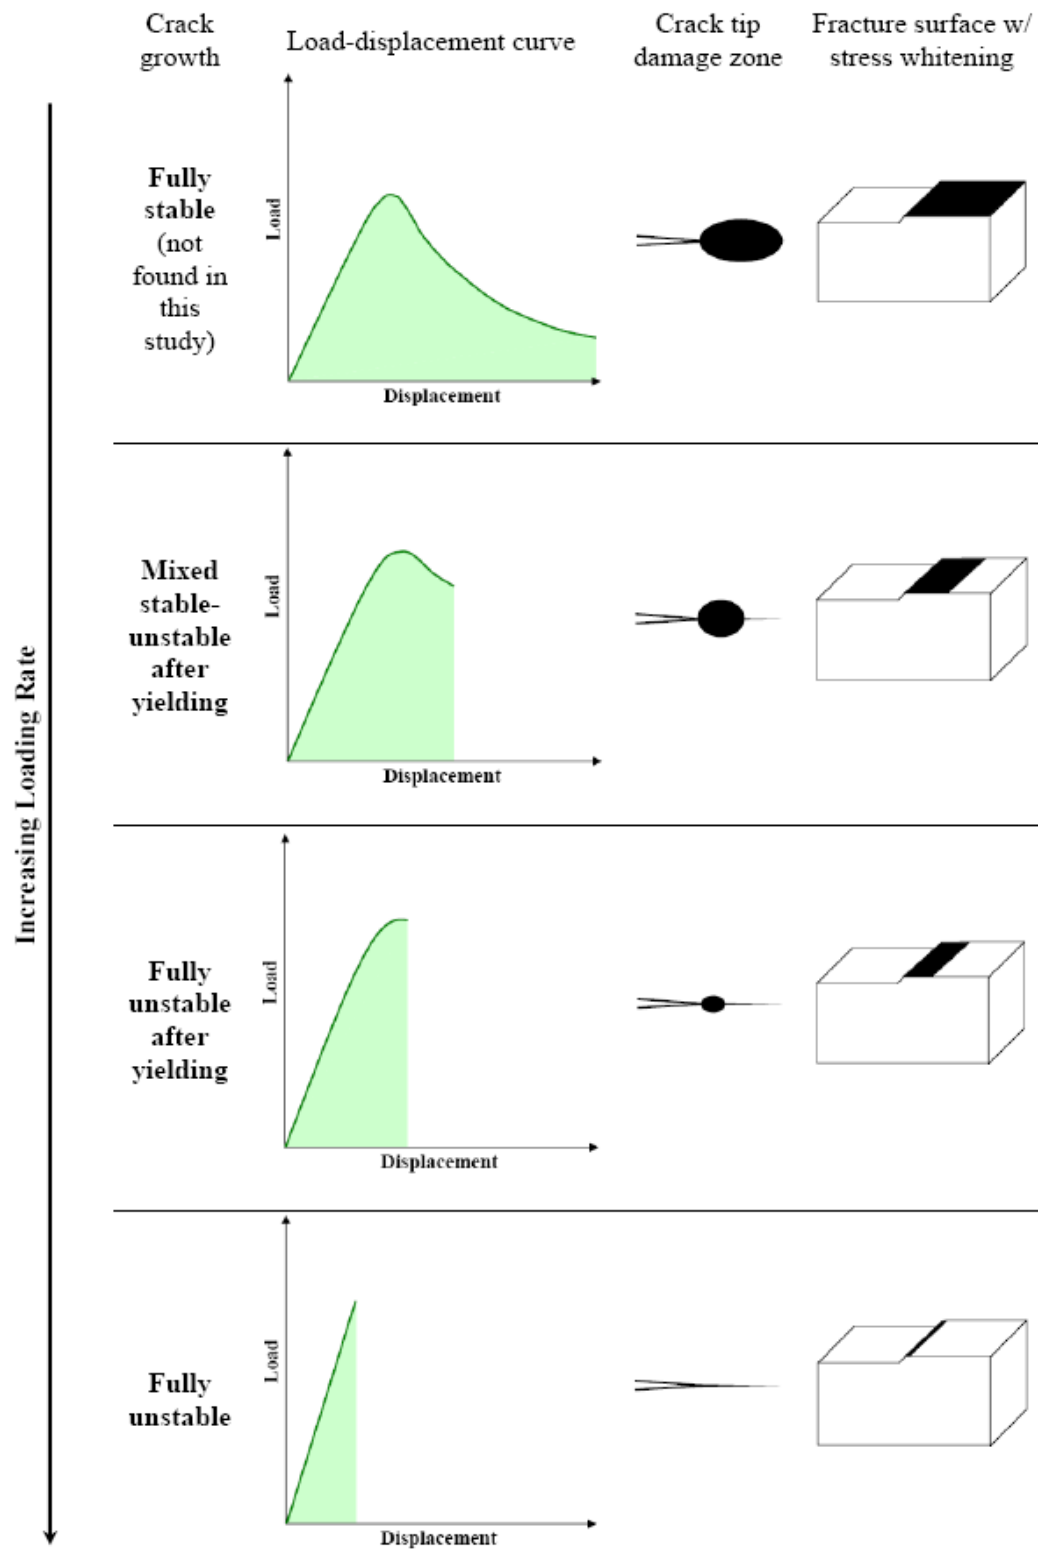 Crack
growth
Load-displacement curve
Crack tip
damage zone
Fracture surface w/
stress whitening
Increasing Loading Rate
Fully
stable
(not
found in
this
study)
Load
Displacement
Mixed
stable-
unstable
after
yielding
Load
Displacement
Fully
unstable
after
yielding
Load
Displacement
Fully
unstable
Load
Displacement